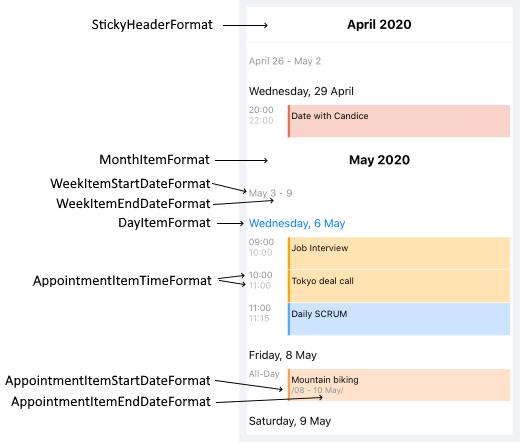 StickyHeaderFormat
April 2020
April 26 - May 2
Wednesday, 29 April
20:00
22:00
Date with Candice
MonthItemFormat
May 2020
WeekItemStartDateFormat
May 3 - 9
WeekItemEndDateFormat
DayItemFormat
Wednesday, 6 May
09:00
10:00
Job Interview
AppointmentItemTimeFormat
10:00
11:00
Tokyo deal call
11:00
11:15
Daily SCRUM
Friday, 8 May
All-Day
Mountain biking
AppointmentItemStartDateFormat
/08 - 10 May/
AppointmentItemEndDateFormat
Saturday, 9 May